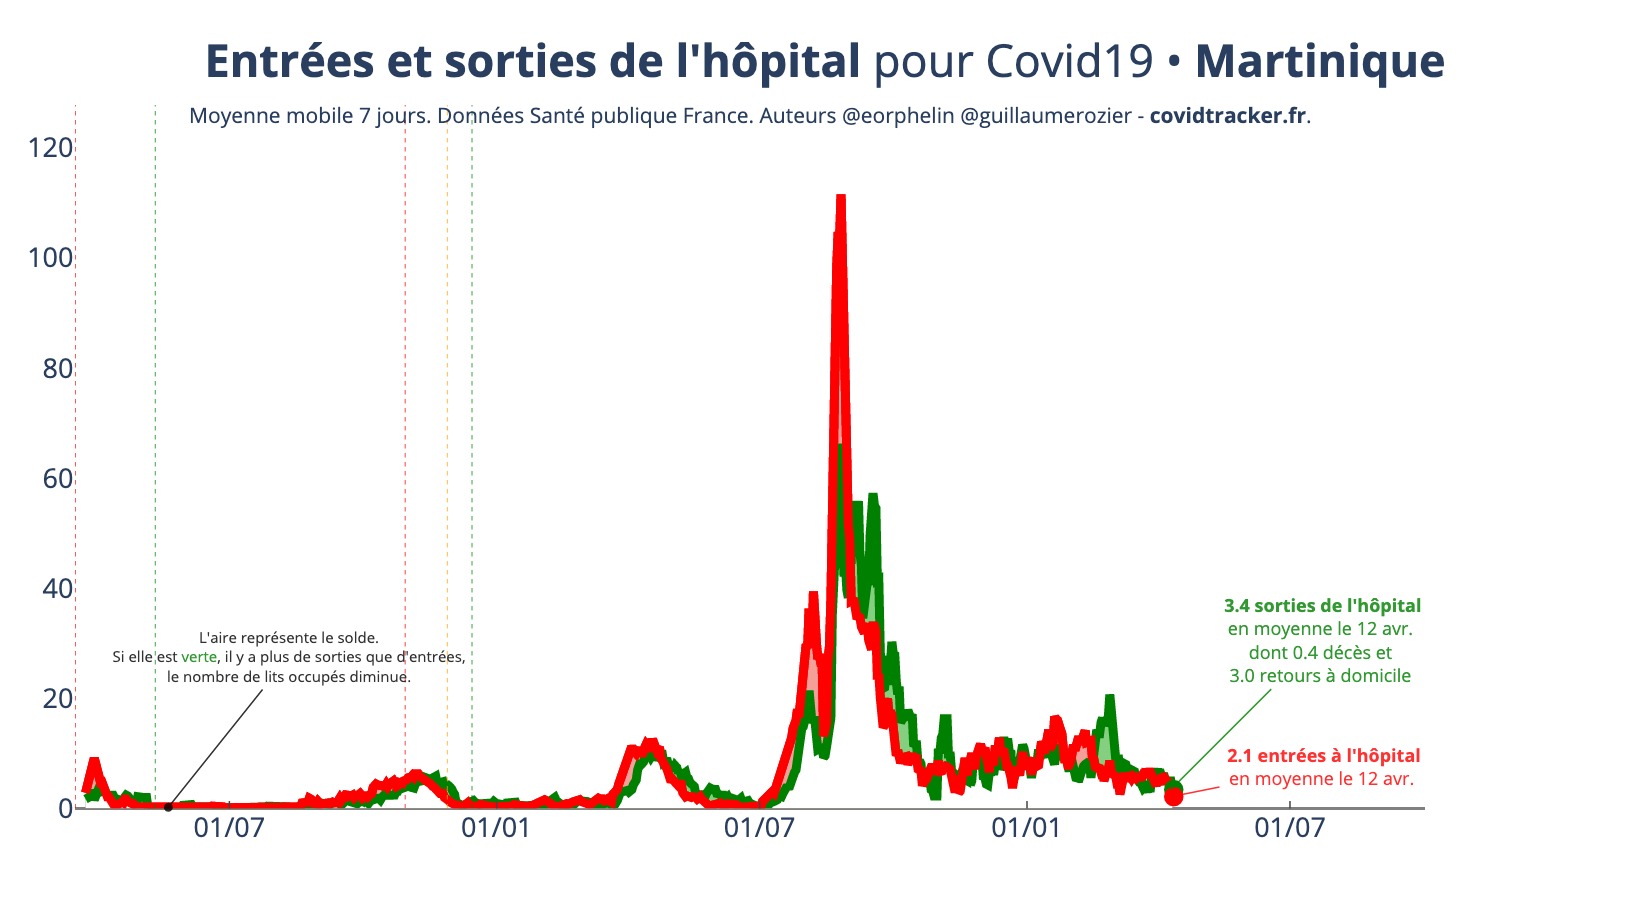 Entrées et sorties de l'hôpital pour Covid19 • Martinique
Moyenne mobile 7 jours. Données Santé publique France. Auteurs @eorphelin @guillaumerozier - covidtracker.fr.
120
100
80
60
40
20
0
L'aire représente le solde.
Si elle est verte, il y a plus de sorties que d'entrées,
le nombre de lits occupés diminue.
3.4 sorties de l'hôpital
en moyenne le 12 avr.
dont 0.4 décès et
3.0 retours à domicile
2.1 entrées à l'hôpital
en moyenne le 12 avr.
01/07 01/01 01/07 01/01 01/07